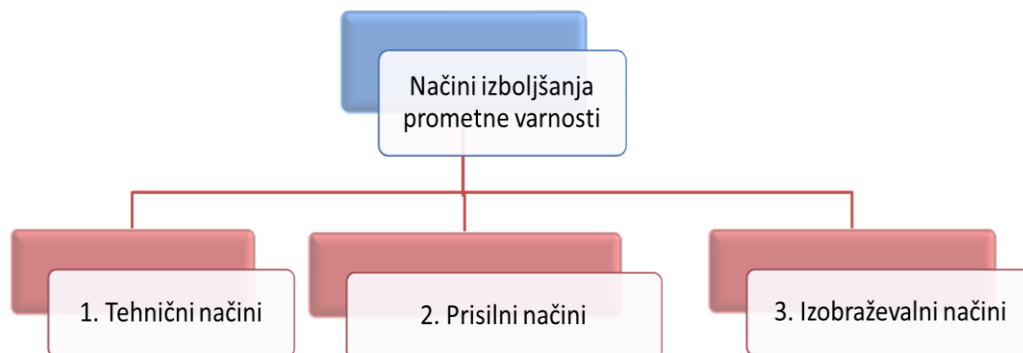 Načini izboljšanja
prometne varnosti
1. Tehnični načini
2. Prisilni načini
3. Izobraževalni načini